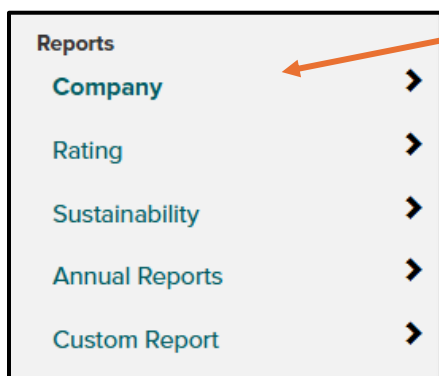 Reports
Company
Rating
Sustainability
Annual Reports
Custom Report